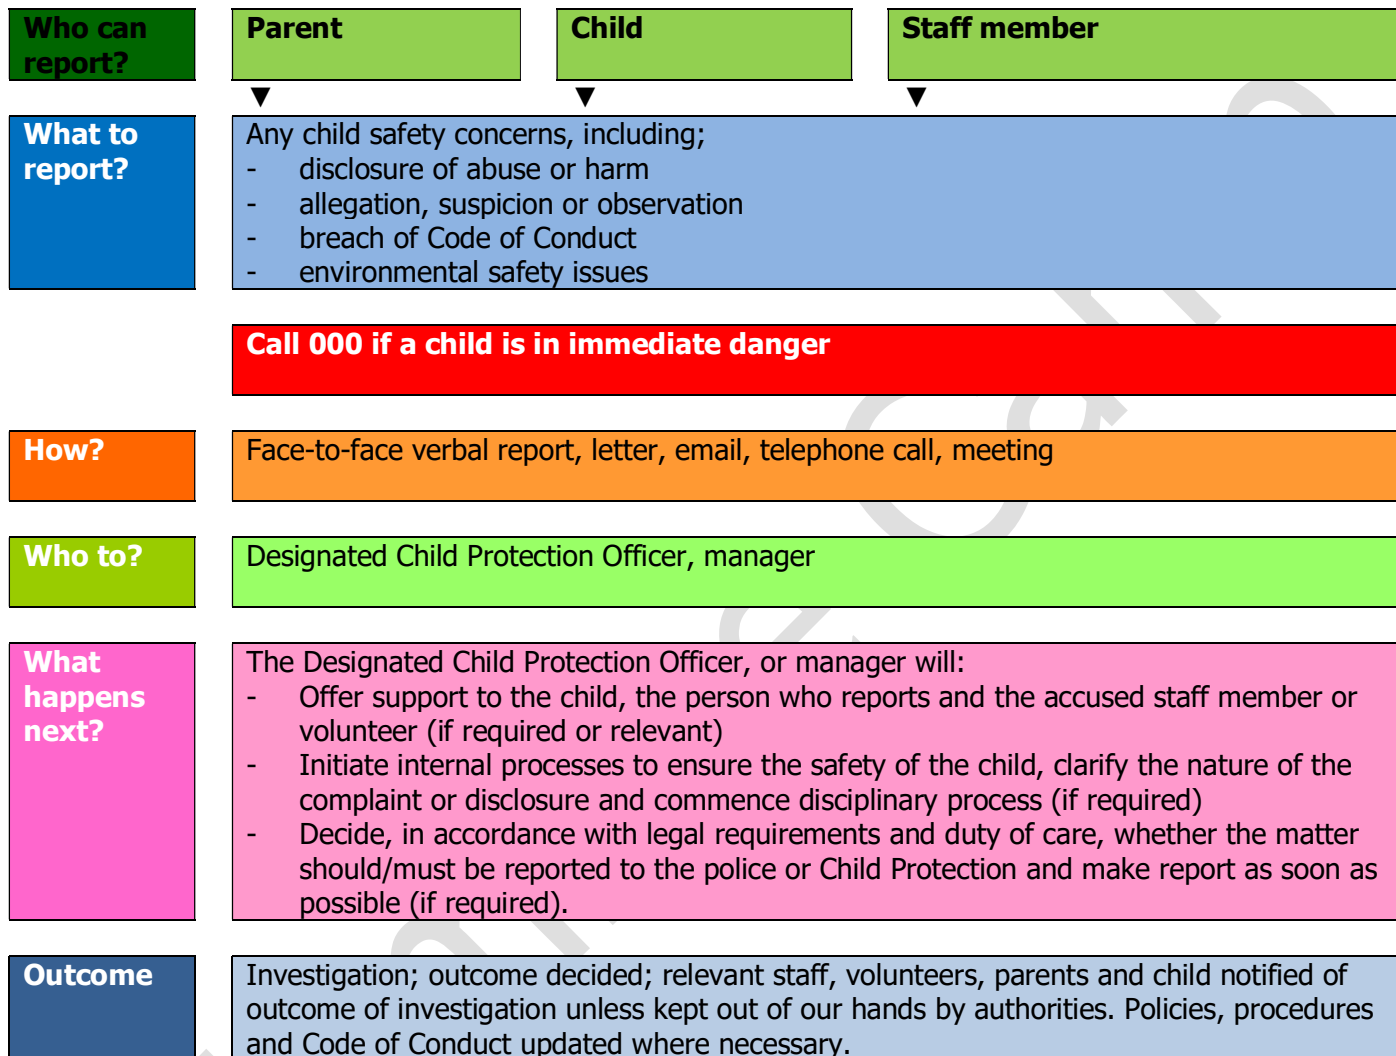 Who can
report?
Parent
Child
Staff member
▼ ▼ ▼
What to
report?
Any child safety concerns, including;
- disclosure of abuse or harm
- allegation, suspicion or observation
- breach of Code of Conduct
- environmental safety issues
Call 000 if a child is in immediate danger
How?
Face-to-face verbal report, letter, email, telephone call, meeting
Who to?
Designated Child Protection Officer, manager
What
happens
next?
The Designated Child Protection Officer, or manager will:
- Offer support to the child, the person who reports and the accused staff member or
volunteer (if required or relevant)
- Initiate internal processes to ensure the safety of the child, clarify the nature of the
complaint or disclosure and commence disciplinary process (if required)
- Decide, in accordance with legal requirements and duty of care, whether the matter
should/must be reported to the police or Child Protection and make report as soon as
possible (if required).
Outcome
Investigation; outcome decided; relevant staff, volunteers, parents and child notified of
outcome of investigation unless kept out of our hands by authorities. Policies, procedures
and Code of Conduct updated where necessary.